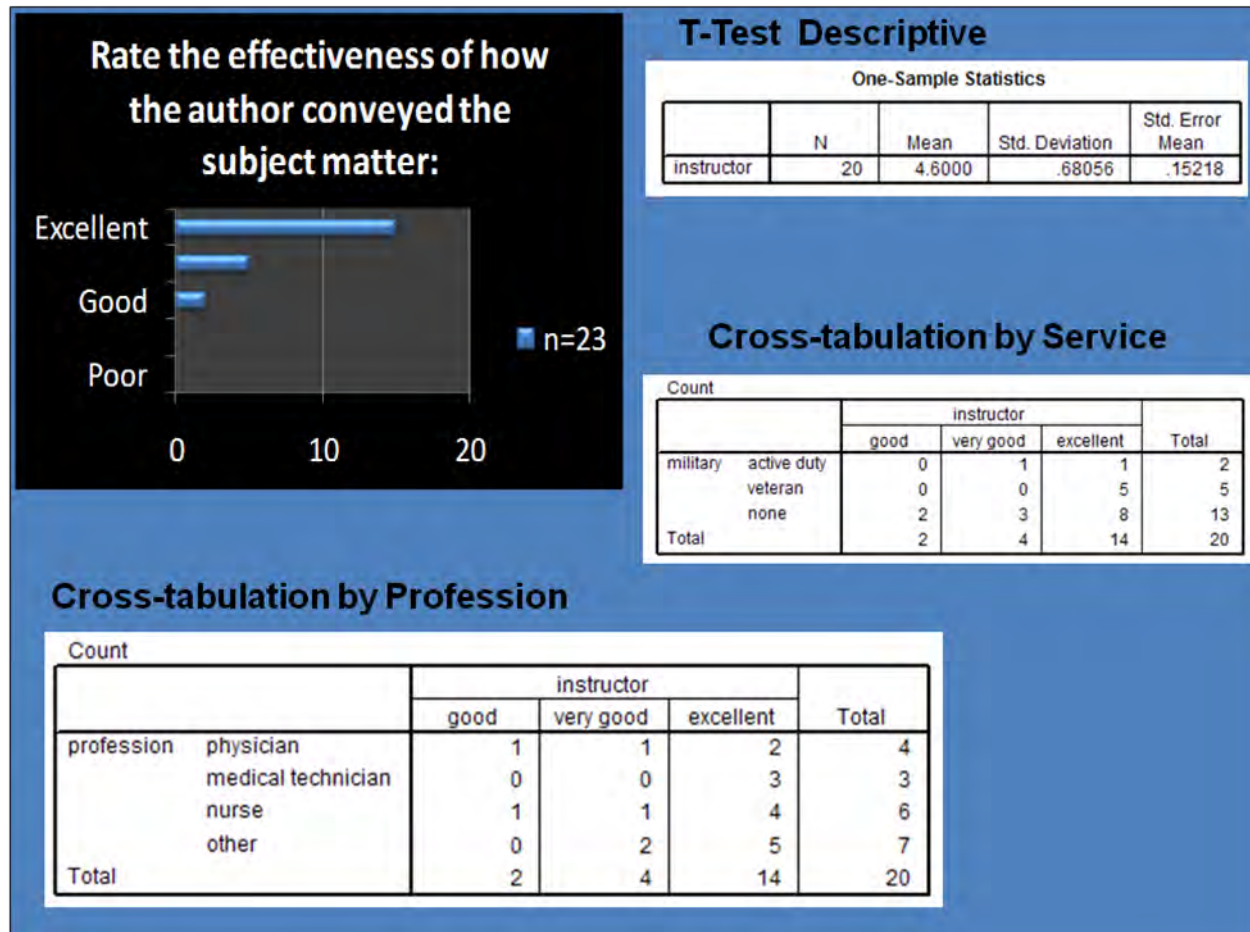 Rate the effectiveness of how
the author conveyed the
subject matter:
Excellent
Good
Poor
0 10 20
n=23
T-Test Descriptive
One-Sample Statistics
N Mean Std. Deviation Std. Error Mean
instructor 20 4.6000 .68056 .15218
Cross-tabulation by Service
Count
instructor
good very good excellent Total
military active duty 0 1 1 2
veteran 0 0 5 5
none 2 3 8 13
Total 2 4 14 20
Cross-tabulation by Profession
Count
instructor
good very good excellent Total
profession physician 1 1 2 4
medical technician 0 0 3 3
nurse 1 1 4 6
other 0 2 5 7
Total 2 4 14 20